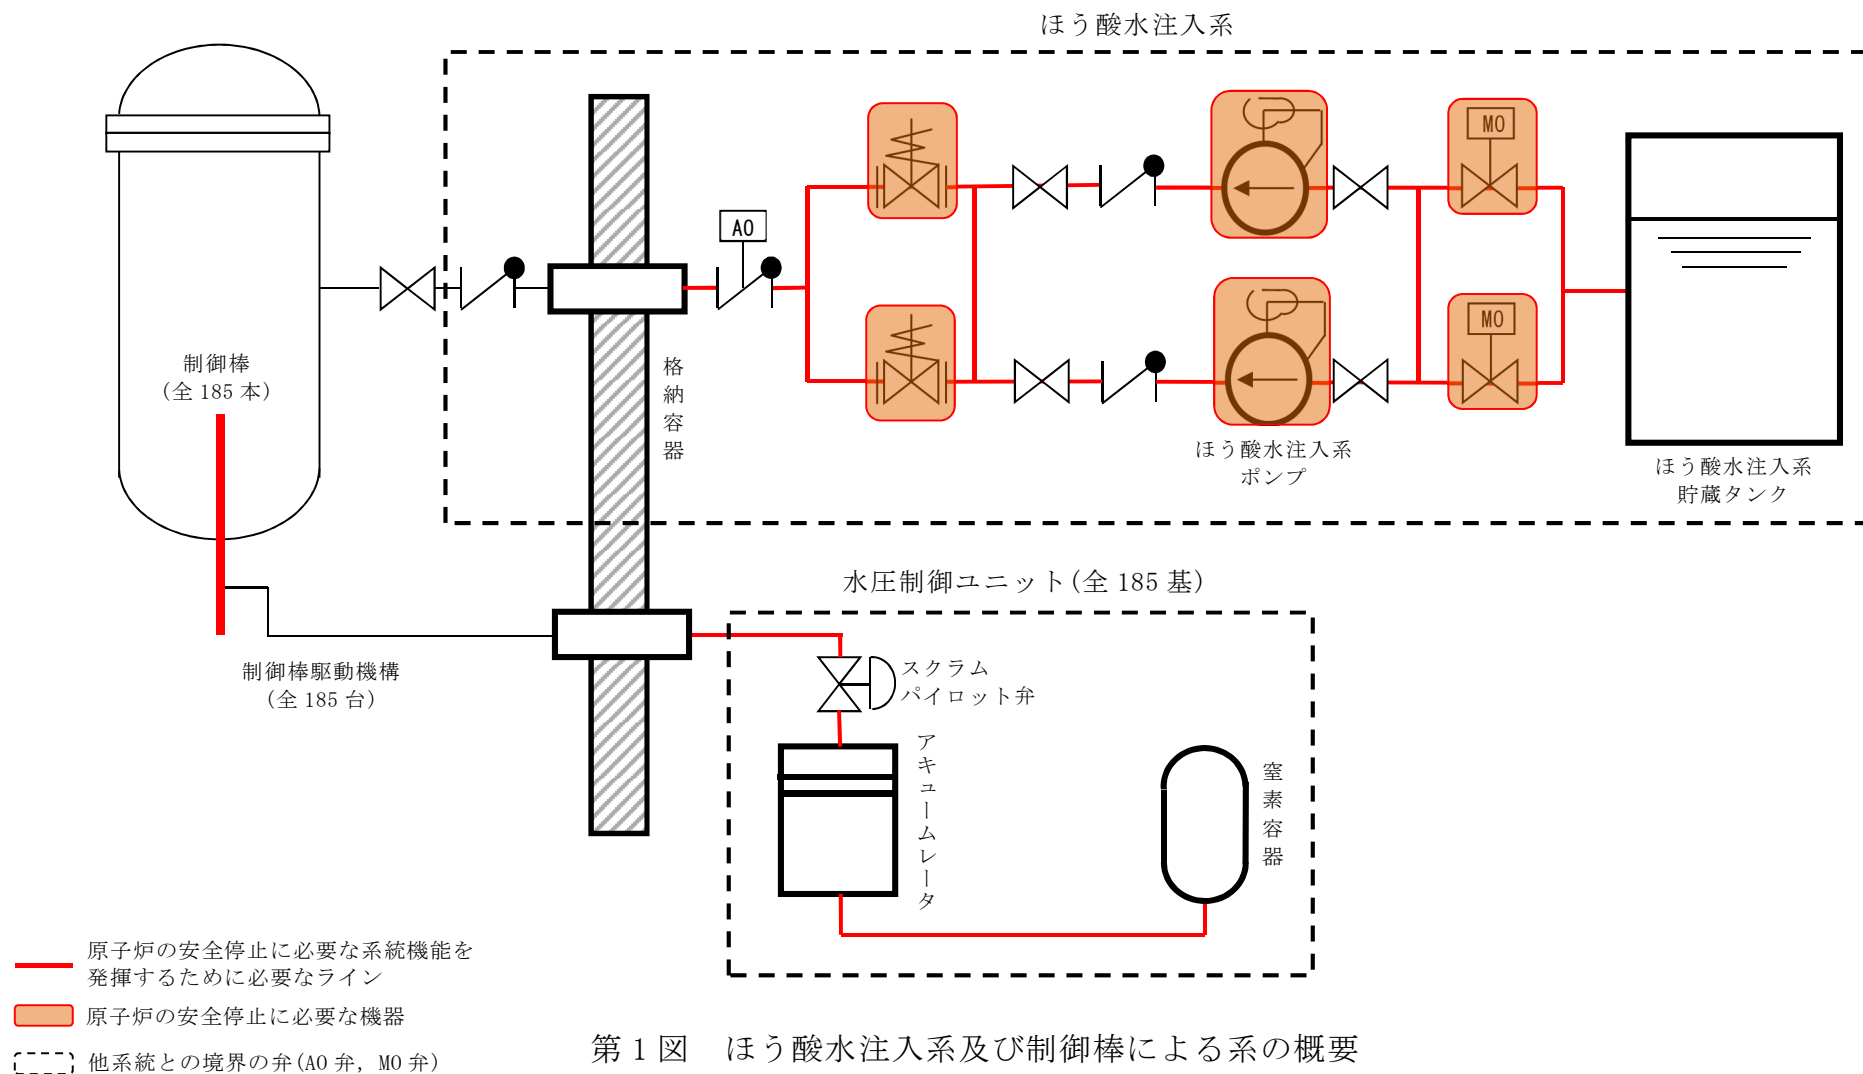 ほう酸水注入系
MO
AO
制御棒
(全 185 本)
MO
格納容器
ほう酸水注入系
ポンプ
ほう酸水注入系
貯蔵タンク
水圧制御ユニット(全 185 基)
制御棒駆動機構
(全 185 台)
スクラム
パイロット弁
アキュームレータ
窒素容器
原子炉の安全停止に必要な系統機能を
発揮するために必要なライン
原子炉の安全停止に必要な機器
他系統との境界の弁(AO 弁, MO 弁)
第1図　ほう酸水注入系及び制御棒による系の概要